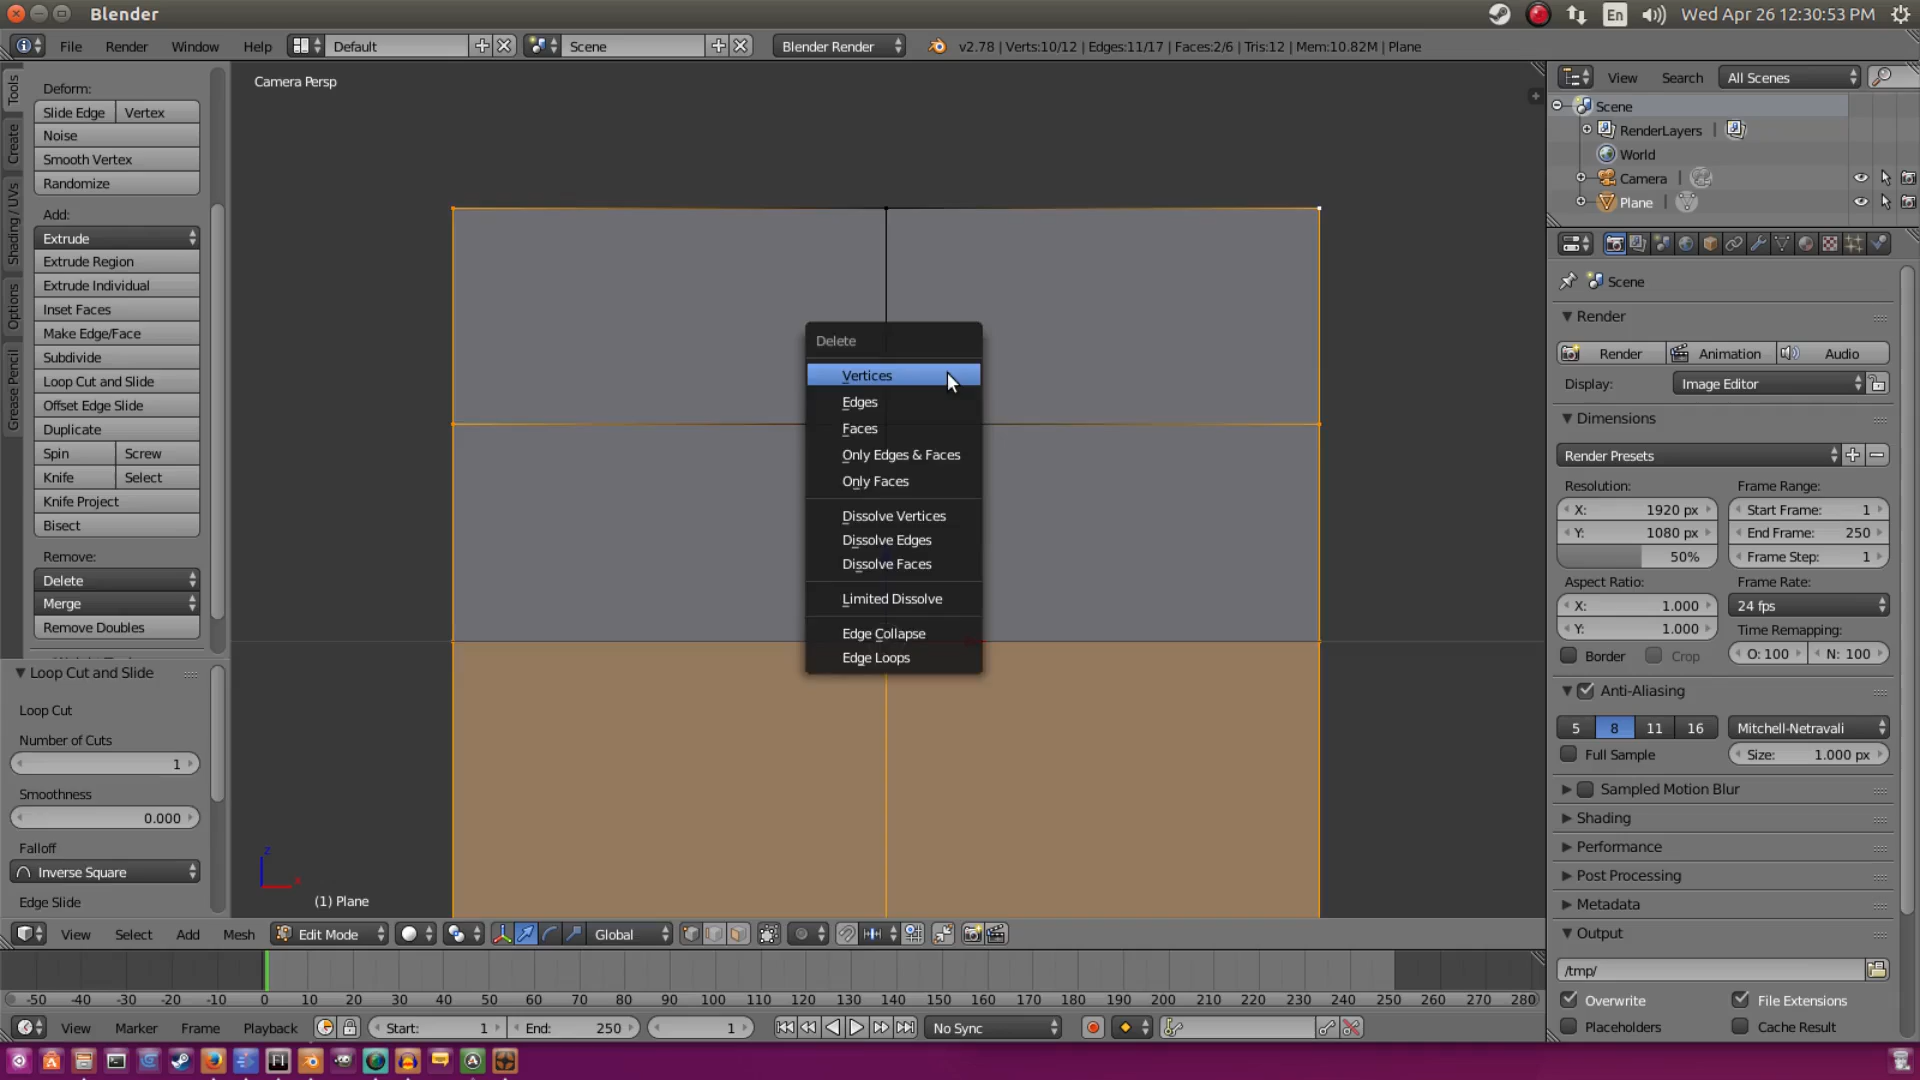 Blender
En
Wed Apr 26 12:30:53 PM
File
Render
Window
Help
Default
Scene
Blender Render
v2.78 | Verts:10/12 | Edges:11/17 | Faces:2/6 | Tris:12 | Mem:10.82M | Plane
Tools
Create
Shading / UVs
Options
Grease Pencil
Deform:
Slide Edge
Vertex
Noise
Smooth Vertex
Randomize
Add:
Extrude
Extrude Region
Extrude Individual
Inset Faces
Make Edge/Face
Subdivide
Loop Cut and Slide
Offset Edge Slide
Duplicate
Spin
Screw
Knife
Select
Knife Project
Bisect
Remove:
Delete
Merge
Remove Doubles
Loop Cut and Slide
Loop Cut
Number of Cuts
1
Smoothness
0.000
Falloff
Inverse Square
Edge Slide
Camera Persp
Delete
Vertices
Edges
Faces
Only Edges & Faces
Only Faces
Dissolve Vertices
Dissolve Edges
Dissolve Faces
Limited Dissolve
Edge Collapse
Edge Loops
z
x
(1) Plane
View
Select
Add
Mesh
Edit Mode
Global
-50 -40 -30 -20 -10 0 10 20 30 40 50 60 70 80 90 100 110 120 130 140 150 160 170 180 190 200 210 220 230 240 250 260 270 280
View
Marker
Frame
Playback
Start: 1
End: 250
1
No Sync
View
Search
All Scenes
Scene
RenderLayers
World
Camera
Plane
Scene
Render
Render
Animation
Audio
Display:
Image Editor
Dimensions
Render Presets
Resolution:
Frame Range:
X: 1920 px
Start Frame: 1
Y: 1080 px
End Frame: 250
50%
Frame Step: 1
Aspect Ratio:
Frame Rate:
X: 1.000
24 fps
Y: 1.000
Time Remapping:
Border
Crop
O: 100
N: 100
Anti-Aliasing
5
8
11
16
Mitchell-Netravali
Full Sample
Size: 1.000 px
Sampled Motion Blur
Shading
Performance
Post Processing
Metadata
Output
/tmp/
Overwrite
File Extensions
Placeholders
Cache Result